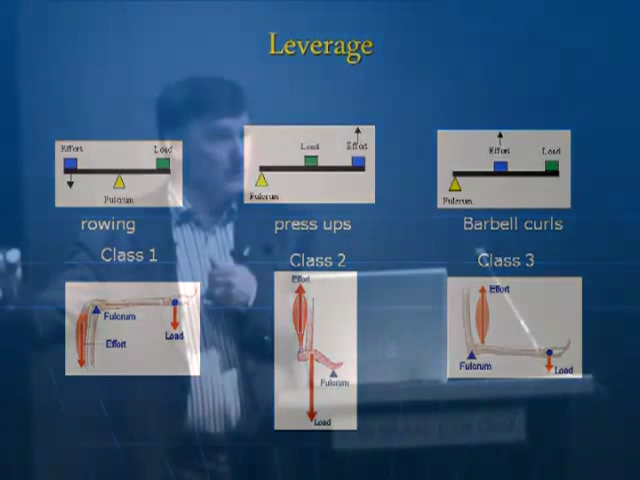 Leverage
Effort Load
Fulcrum
Load Effort
Fulcrum
Effort Load
Fulcrum
rowing
press ups
Barbell curls
Class 1
Class 2
Class 3
Fulcrum
Effort
Load
Effort
Fulcrum
Load
Effort
Fulcrum
Load